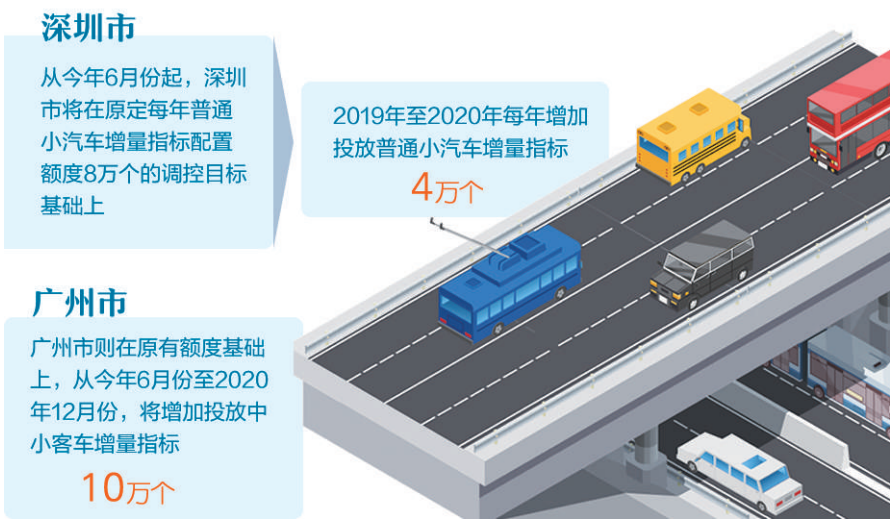 深圳市
从今年6月份起，深圳
市将在原定每年普通
小汽车增量指标配置
额度8万个的调控目标
基础上
2019年至2020年每年增加
投放普通小汽车增量指标
4万个
广州市
广州市则在原有额度基础
上，从今年6月份至2020
年12月份，将增加投放中
小客车增量指标
10万个